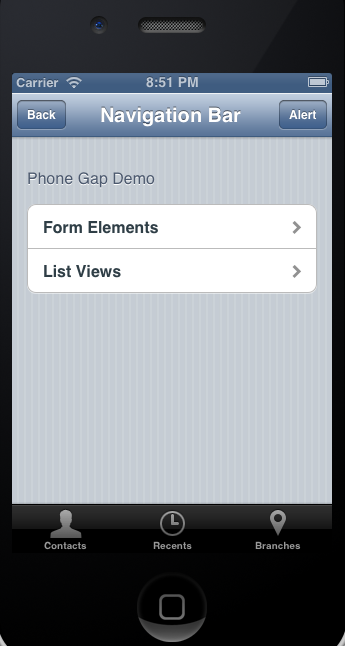 Carrier 8:51 PM
Back Navigation Bar Alert
Phone Gap Demo
Form Elements
List Views
Contacts Recents Branches